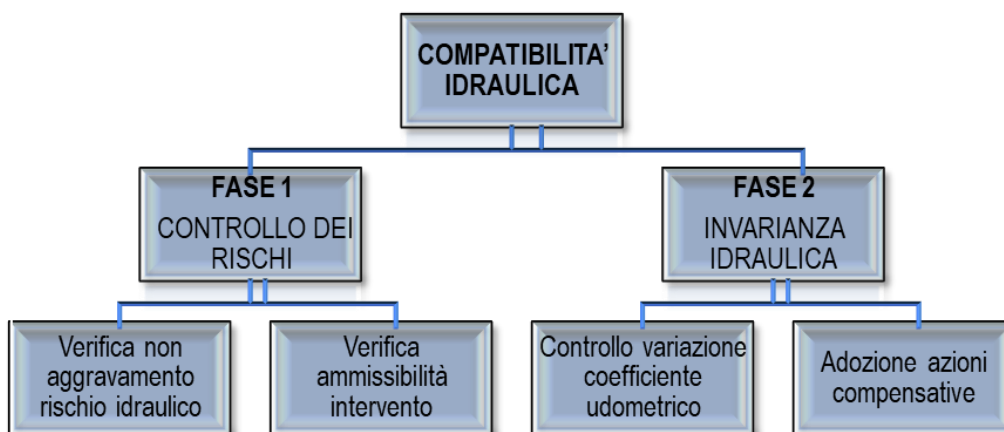 COMPATIBILITA'
IDRAULICA
FASE 1
CONTROLLO DEI
RISCHI
FASE 2
INVARIANZA
IDRAULICA
Verifica non
aggravamento
rischio idraulico
Verifica
ammissibilità
intervento
Controllo variazione
coefficiente
udometrico
Adozione azioni
compensative